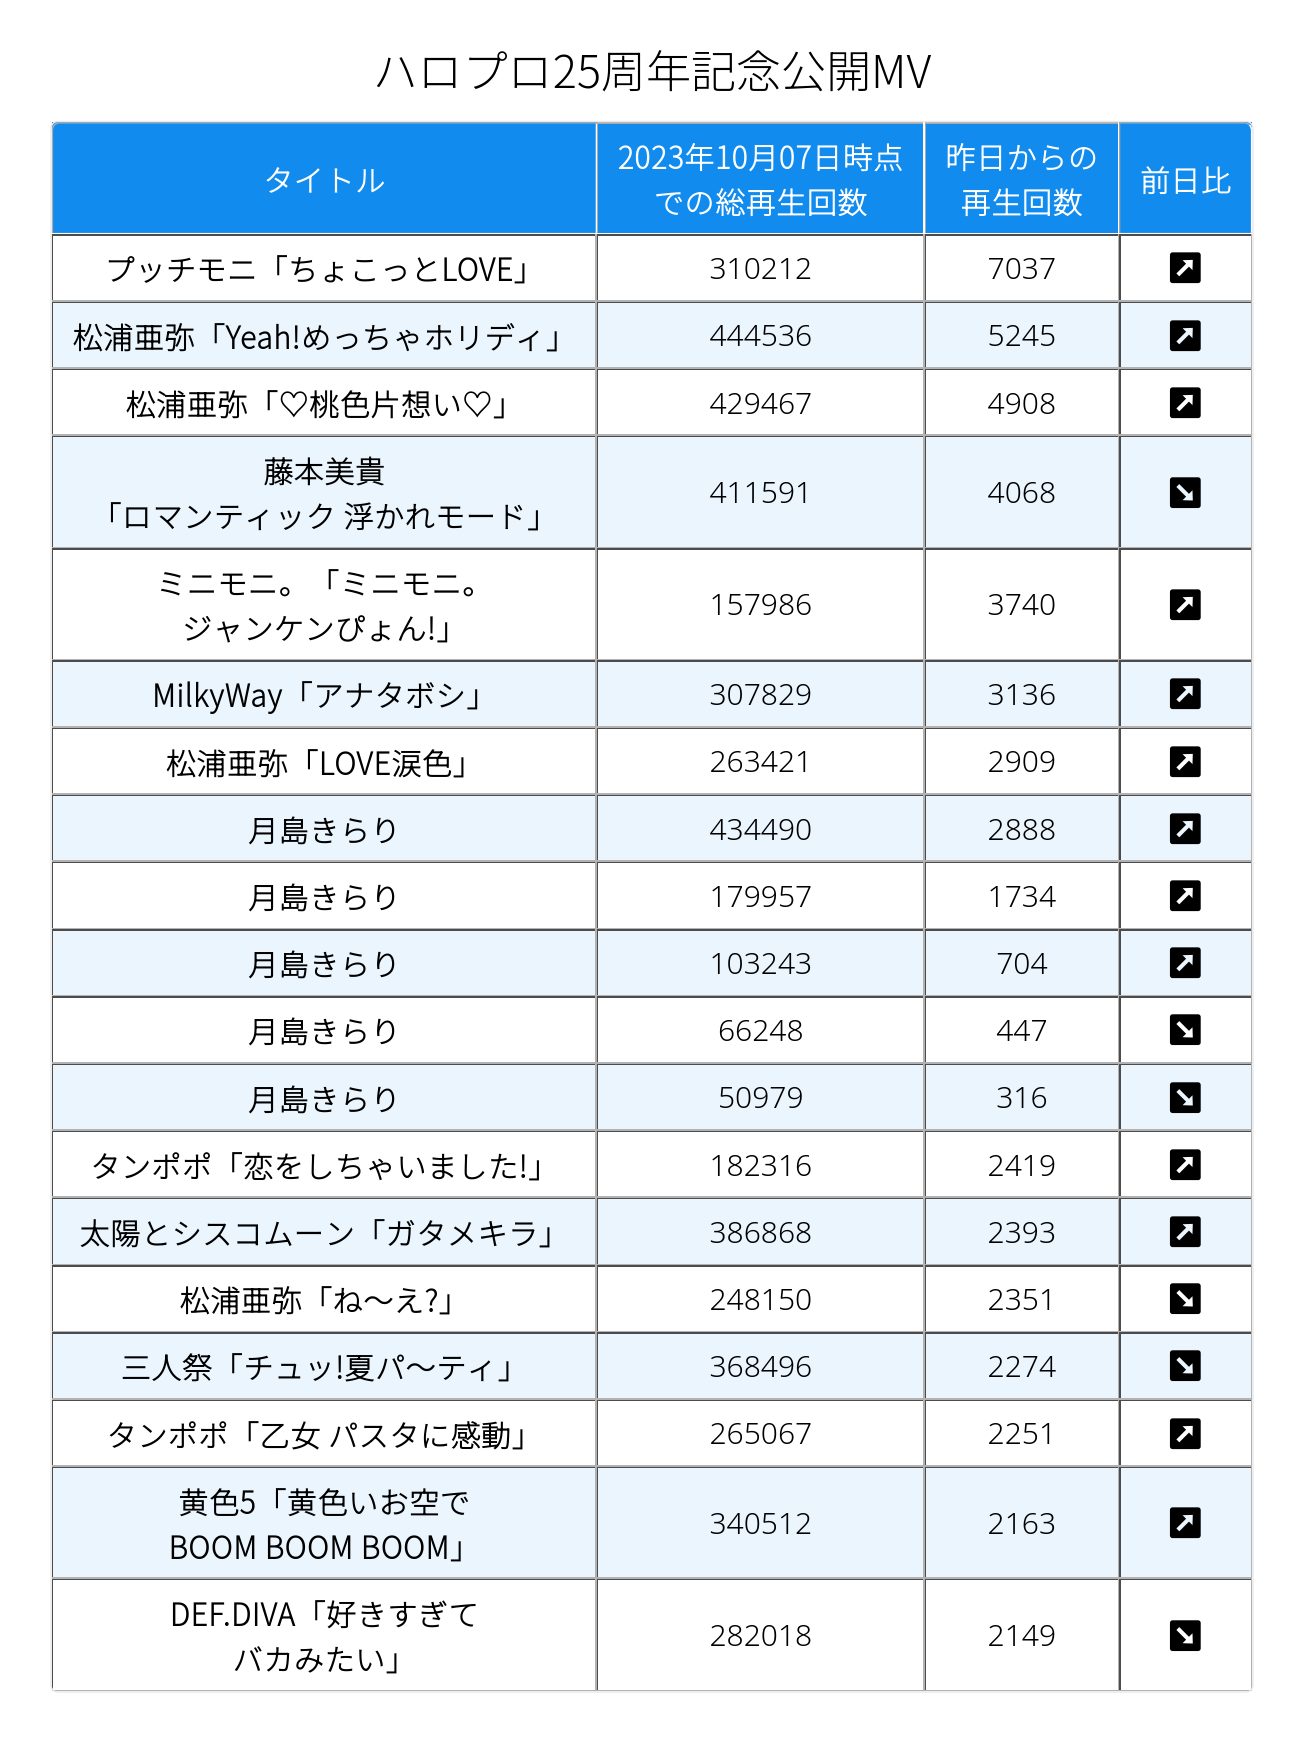 ハロプロ25周年記念公開MV
タイトル
2023年10月07日時点
での総再生回数
昨日からの
再生回数
前日比
プッチモニ「ちょこっとLOVE」 310212 7037 ↗
松浦亜弥「Yeah!めっちゃホリディ」 444536 5245 ↗
松浦亜弥「♡桃色片想い♡」 429467 4908 ↗
藤本美貴
「ロマンティック 浮かれモード」 411591 4068 ↘
ミニモニ。「ミニモニ。
ジャンケンぴょん!」 157986 3740 ↗
MilkyWay「アナタボシ」 307829 3136 ↗
松浦亜弥「LOVE涙色」 263421 2909 ↗
月島きらり 434490 2888 ↗
月島きらり 179957 1734 ↗
月島きらり 103243 704 ↗
月島きらり 66248 447 ↘
月島きらり 50979 316 ↘
タンポポ「恋をしちゃいました!」 182316 2419 ↗
太陽とシスコムーン「ガタメキラ」 386868 2393 ↗
松浦亜弥「ね～え?」 248150 2351 ↘
三人祭「チュッ!夏パ～ティ」 368496 2274 ↘
タンポポ「乙女 パスタに感動」 265067 2251 ↗
黄色5「黄色いお空で
BOOM BOOM BOOM」 340512 2163 ↗
DEF.DIVA「好きすぎて
バカみたい」 282018 2149 ↘